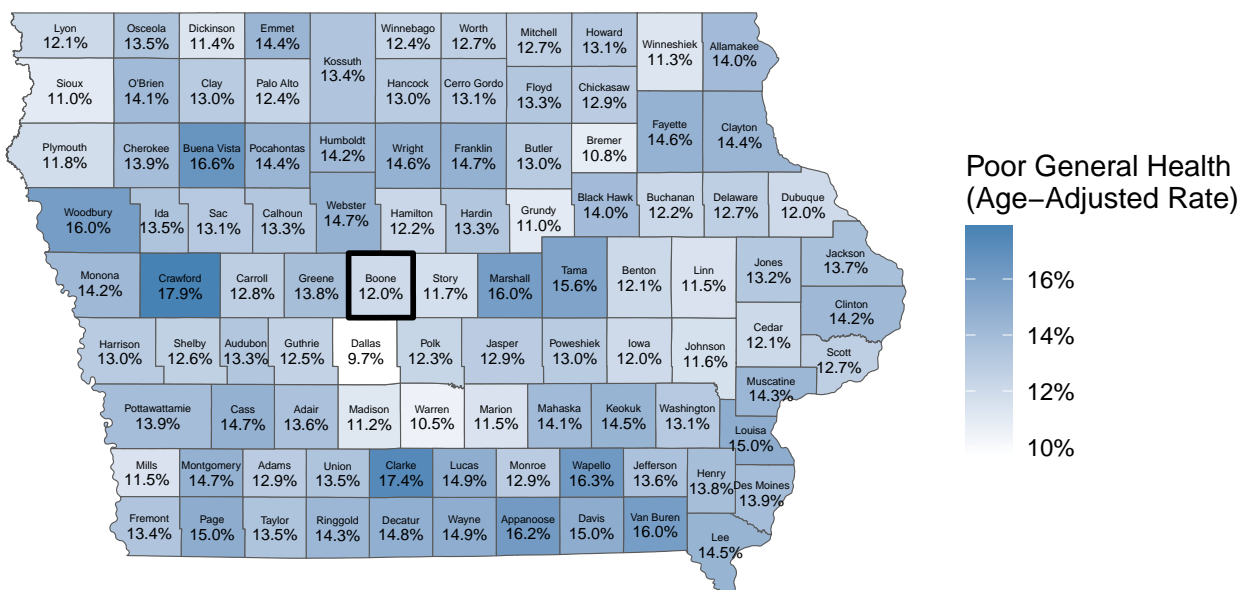 Lyon
12.1%
Osceola
13.5%
Dickinson
11.4%
Emmet
14.4%
Kossuth
13.4%
Winnebago
12.4%
Worth
12.7%
Mitchell
12.7%
Howard
13.1%
Winneshiek
11.3%
Allamakee
14.0%
Sioux
11.0%
O'Brien
14.1%
Clay
13.0%
Palo Alto
12.4%
Hancock
13.0%
Cerro Gordo
13.1%
Floyd
13.3%
Chickasaw
12.9%
Plymouth
11.8%
Cherokee
13.9%
Buena Vista
16.6%
Pocahontas
14.4%
Humboldt
14.2%
Wright
14.6%
Franklin
14.7%
Butler
13.0%
Bremer
10.8%
Fayette
14.6%
Clayton
14.4%
Woodbury
16.0%
Ida
13.5%
Sac
13.1%
Calhoun
13.3%
Webster
14.7%
Hamilton
12.2%
Hardin
13.3%
Grundy
11.0%
Black Hawk
14.0%
Buchanan
12.2%
Delaware
12.7%
Dubuque
12.0%
Monona
14.2%
Crawford
17.9%
Carroll
12.8%
Greene
13.8%
Boone
12.0%
Story
11.7%
Marshall
16.0%
Tama
15.6%
Benton
12.1%
Linn
11.5%
Jones
13.2%
Jackson
13.7%
Clinton
14.2%
Harrison
13.0%
Shelby
12.6%
Audubon
13.3%
Guthrie
12.5%
Dallas
9.7%
Polk
12.3%
Jasper
12.9%
Poweshiek
13.0%
Iowa
12.0%
Johnson
11.6%
Cedar
12.1%
Scott
12.7%
Muscatine
14.3%
Pottawattamie
13.9%
Cass
14.7%
Adair
13.6%
Madison
11.2%
Warren
10.5%
Marion
11.5%
Mahaska
14.1%
Keokuk
14.5%
Washington
13.1%
Louisa
15.0%
Mills
11.5%
Montgomery
14.7%
Adams
12.9%
Union
13.5%
Clarke
17.4%
Lucas
14.9%
Monroe
12.9%
Wapello
16.3%
Jefferson
13.6%
Henry
13.8%
Des Moines
13.9%
Fremont
13.4%
Page
15.0%
Taylor
13.5%
Ringgold
14.3%
Decatur
14.8%
Wayne
14.9%
Appanoose
16.2%
Davis
15.0%
Van Buren
16.0%
Lee
14.5%
Poor General Health
(Age−Adjusted Rate)
16%
14%
12%
10%